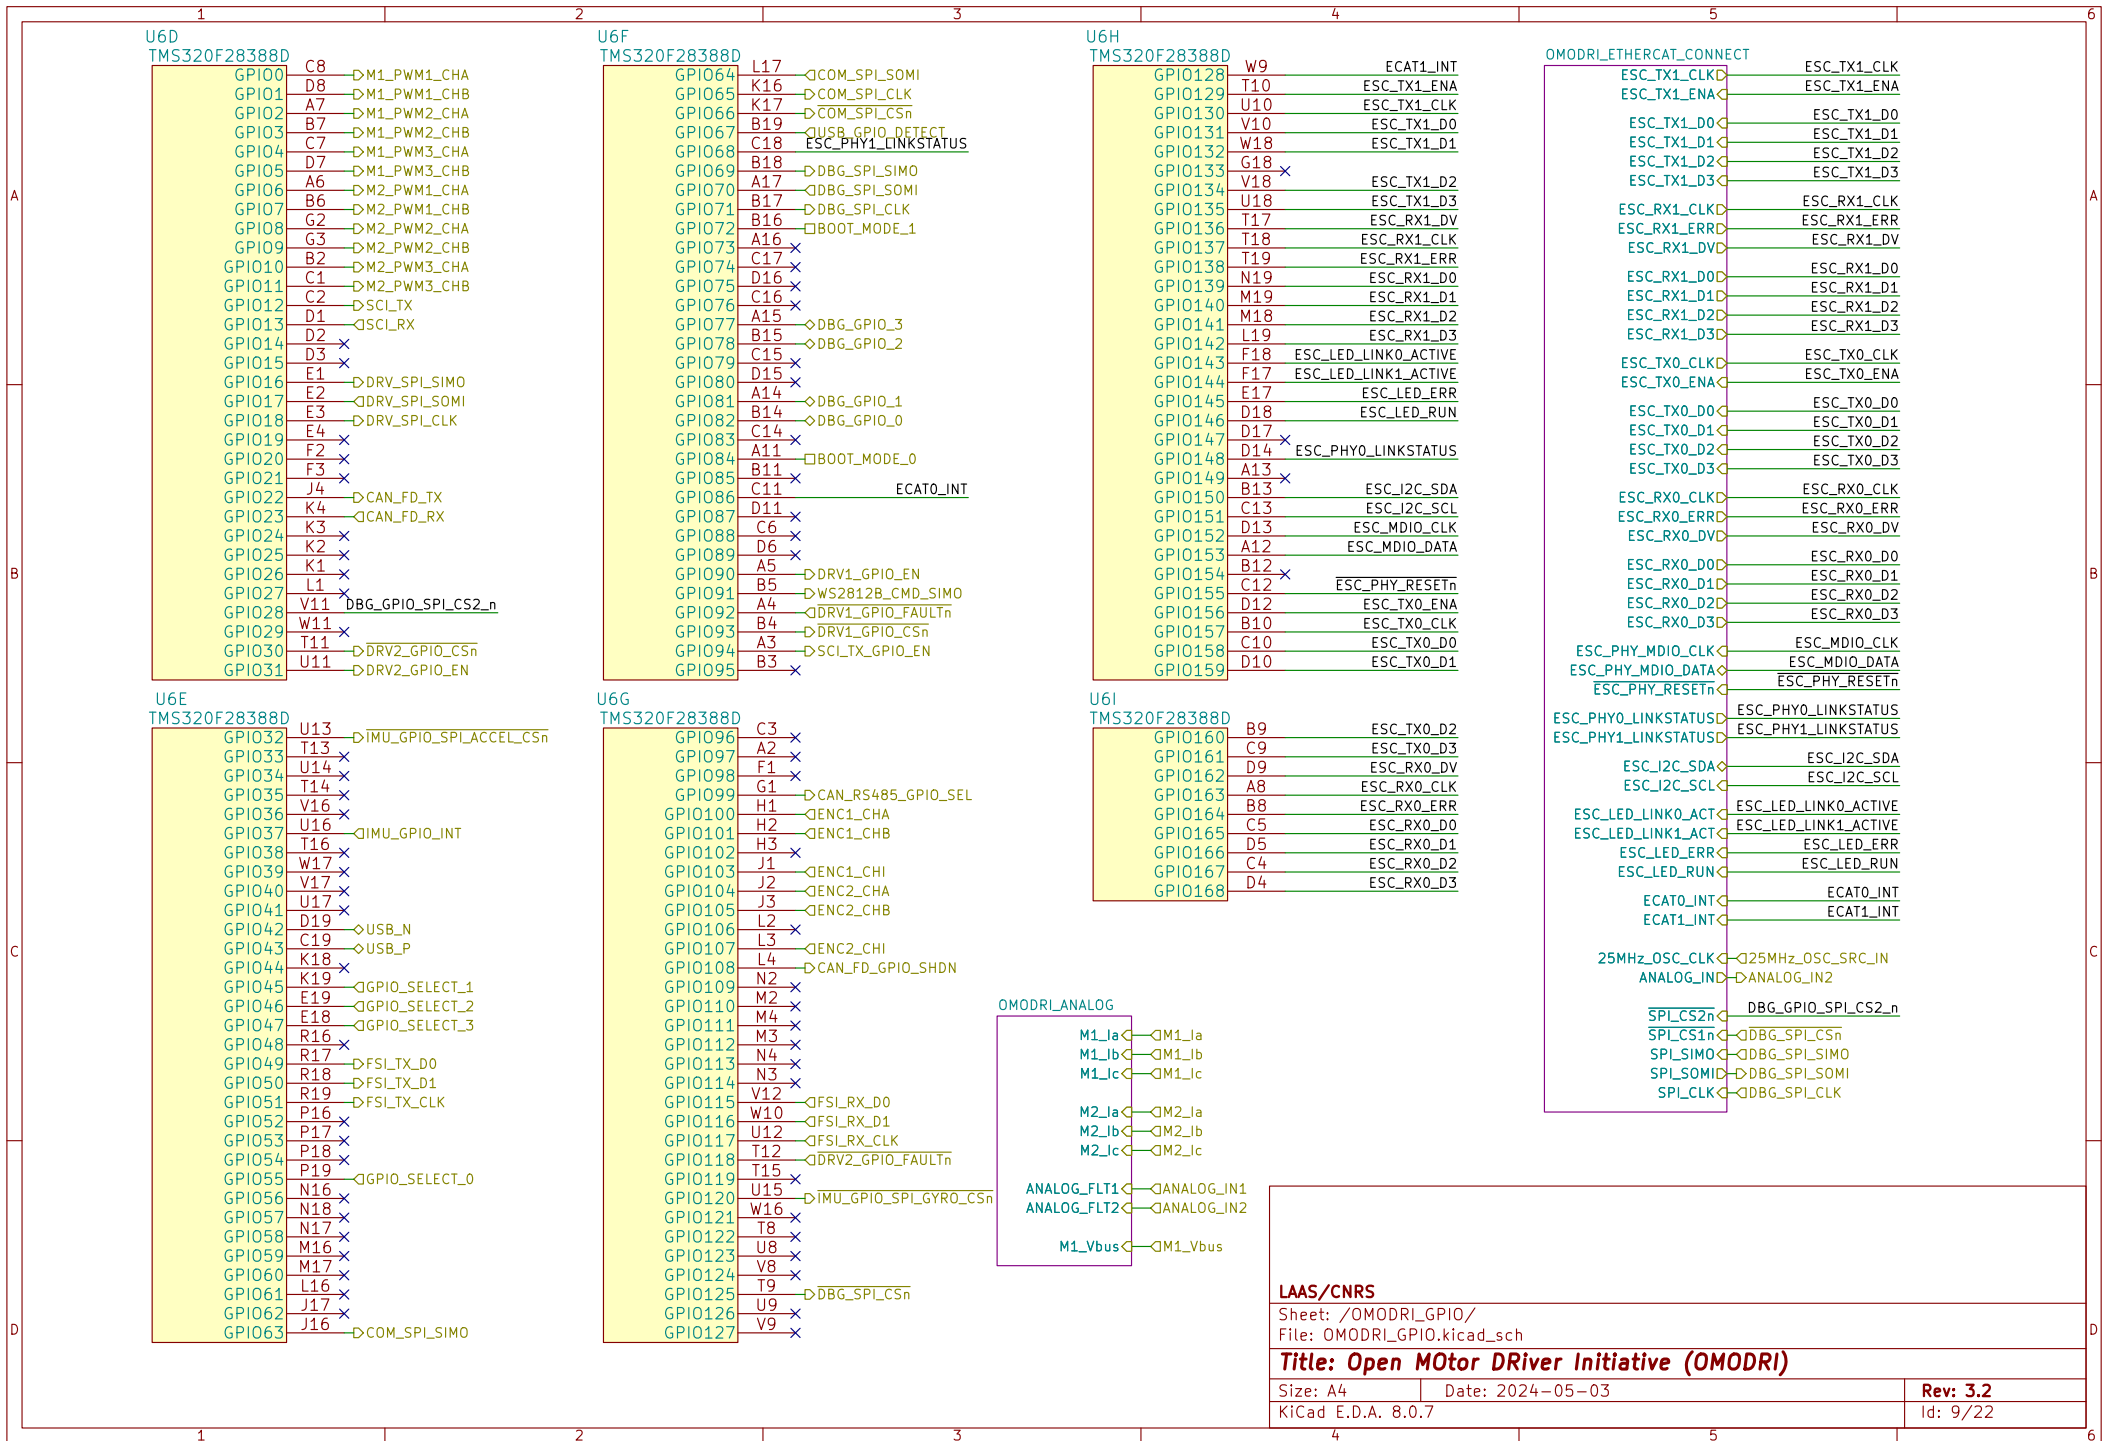 1 2 3 4 5 6
A
B
C
D
U6D
TMS320F28388D
GPIO0 C8 M1_PWM1_CHA
GPIO1 D8 M1_PWM1_CHB
GPIO2 A7 M1_PWM2_CHA
GPIO3 B7 M1_PWM2_CHB
GPIO4 C7 M1_PWM3_CHA
GPIO5 D7 M1_PWM3_CHB
GPIO6 A6 M2_PWM1_CHA
GPIO7 B6 M2_PWM1_CHB
GPIO8 G2 M2_PWM2_CHA
GPIO9 G3 M2_PWM2_CHB
GPIO10 B2 M2_PWM3_CHA
GPIO11 C1 M2_PWM3_CHB
GPIO12 C2 SCI_TX
GPIO13 D1 SCI_RX
GPIO14 D2
GPIO15 D3
GPIO16 E1 DRV_SPI_SIMO
GPIO17 E2 DRV_SPI_SOMI
GPIO18 E3 DRV_SPI_CLK
GPIO19 E4
GPIO20 F2
GPIO21 F3
GPIO22 J4 CAN_FD_TX
GPIO23 K4 CAN_FD_RX
GPIO24 K3
GPIO25 K2
GPIO26 K1
GPIO27 L1
GPIO28 V11 DBG_GPIO_SPI_CS2_n
GPIO29 W11
GPIO30 T11 DRV2_GPIO_CSn
GPIO31 U11 DRV2_GPIO_EN
U6E
TMS320F28388D
GPIO32 U13 IMU_GPIO_SPI_ACCEL_CSn
GPIO33 T13
GPIO34 U14
GPIO35 T14
GPIO36 V16
GPIO37 U16 IMU_GPIO_INT
GPIO38 T16
GPIO39 W17
GPIO40 V17
GPIO41 U17
GPIO42 D19 USB_N
GPIO43 C19 USB_P
GPIO44 K18
GPIO45 K19 GPIO_SELECT_1
GPIO46 E19 GPIO_SELECT_2
GPIO47 E18 GPIO_SELECT_3
GPIO48 R16
GPIO49 R17 FSI_TX_D0
GPIO50 R18 FSI_TX_D1
GPIO51 R19 FSI_TX_CLK
GPIO52 P16
GPIO53 P17
GPIO54 P18
GPIO55 P19 GPIO_SELECT_0
GPIO56 N16
GPIO57 N18
GPIO58 N17
GPIO59 M16
GPIO60 M17
GPIO61 L16
GPIO62 J17
GPIO63 J16 COM_SPI_SIMO
U6F
TMS320F28388D
GPIO64 L17 COM_SPI_SOMI
GPIO65 K16 COM_SPI_CLK
GPIO66 K17 COM_SPI_CSn
GPIO67 B19 USB_GPIO_DETECT
GPIO68 C18 ESC_PHY1_LINKSTATUS
GPIO69 B18 DBG_SPI_SIMO
GPIO70 A17 DBG_SPI_SOMI
GPIO71 B17 DBG_SPI_CLK
GPIO72 B16 BOOT_MODE_1
GPIO73 A16
GPIO74 C17
GPIO75 D16
GPIO76 C16
GPIO77 A15 DBG_GPIO_3
GPIO78 B15 DBG_GPIO_2
GPIO79 C15
GPIO80 D15
GPIO81 A14 DBG_GPIO_1
GPIO82 B14 DBG_GPIO_0
GPIO83 C14
GPIO84 A11 BOOT_MODE_0
GPIO85 B11
GPIO86 C11 ECAT0_INT
GPIO87 D11
GPIO88 C6
GPIO89 D6
GPIO90 A5 DRV1_GPIO_EN
GPIO91 B5 WS2812B_CMD_SIMO
GPIO92 A4 DRV1_GPIO_FAULTn
GPIO93 B4 DRV1_GPIO_CSn
GPIO94 A3 SCI_TX_GPIO_EN
GPIO95 B3
U6G
TMS320F28388D
GPIO96 C3
GPIO97 A2
GPIO98 F1
GPIO99 G1 CAN_RS485_GPIO_SEL
GPIO100 H1 ENC1_CHA
GPIO101 H2 ENC1_CHB
GPIO102 H3
GPIO103 J1 ENC1_CHI
GPIO104 J2 ENC2_CHA
GPIO105 J3 ENC2_CHB
GPIO106 L2
GPIO107 L3 ENC2_CHI
GPIO108 L4 CAN_FD_GPIO_SHDN
GPIO109 N2
GPIO110 M2
GPIO111 M4
GPIO112 M3
GPIO113 N4
GPIO114 N3
GPIO115 V12 FSI_RX_D0
GPIO116 W10 FSI_RX_D1
GPIO117 U12 FSI_RX_CLK
GPIO118 T12 DRV2_GPIO_FAULTn
GPIO119 T15
GPIO120 U15 IMU_GPIO_SPI_GYRO_CSn
GPIO121 W16
GPIO122 T8
GPIO123 U8
GPIO124 V8
GPIO125 T9 DBG_SPI_CSn
GPIO126 U9
GPIO127 V9
U6H
TMS320F28388D
GPIO128 W9 ECAT1_INT
GPIO129 T10 ESC_TX1_ENA
GPIO130 U10 ESC_TX1_CLK
GPIO131 V10 ESC_TX1_D0
GPIO132 W18 ESC_TX1_D1
GPIO133 G18
GPIO134 V18 ESC_TX1_D2
GPIO135 U18 ESC_TX1_D3
GPIO136 T17 ESC_RX1_DV
GPIO137 T18 ESC_RX1_CLK
GPIO138 T19 ESC_RX1_ERR
GPIO139 N19 ESC_RX1_D0
GPIO140 M19 ESC_RX1_D1
GPIO141 M18 ESC_RX1_D2
GPIO142 L19 ESC_RX1_D3
GPIO143 F18 ESC_LED_LINK0_ACTIVE
GPIO144 F17 ESC_LED_LINK1_ACTIVE
GPIO145 E17 ESC_LED_ERR
GPIO146 D18 ESC_LED_RUN
GPIO147 D17
GPIO148 D14 ESC_PHY0_LINKSTATUS
GPIO149 A13
GPIO150 B13 ESC_I2C_SDA
GPIO151 C13 ESC_I2C_SCL
GPIO152 D13 ESC_MDIO_CLK
GPIO153 A12 ESC_MDIO_DATA
GPIO154 B12
GPIO155 C12 ESC_PHY_RESETn
GPIO156 D12 ESC_TX0_ENA
GPIO157 B10 ESC_TX0_CLK
GPIO158 C10 ESC_TX0_D0
GPIO159 D10 ESC_TX0_D1
U6I
TMS320F28388D
GPIO160 B9 ESC_TX0_D2
GPIO161 C9 ESC_TX0_D3
GPIO162 D9 ESC_RX0_DV
GPIO163 A8 ESC_RX0_CLK
GPIO164 B8 ESC_RX0_ERR
GPIO165 C5 ESC_RX0_D0
GPIO166 D5 ESC_RX0_D1
GPIO167 C4 ESC_RX0_D2
GPIO168 D4 ESC_RX0_D3
OMODRI_ANALOG
M1_Ia M1_Ia
M1_Ib M1_Ib
M1_Ic M1_Ic
M2_Ia M2_Ia
M2_Ib M2_Ib
M2_Ic M2_Ic
ANALOG_FLT1 ANALOG_IN1
ANALOG_FLT2 ANALOG_IN2
M1_Vbus M1_Vbus
OMODRI_ETHERCAT_CONNECT
ESC_TX1_CLK ESC_TX1_CLK
ESC_TX1_ENA ESC_TX1_ENA
ESC_TX1_D0 ESC_TX1_D0
ESC_TX1_D1 ESC_TX1_D1
ESC_TX1_D2 ESC_TX1_D2
ESC_TX1_D3 ESC_TX1_D3
ESC_RX1_CLK ESC_RX1_CLK
ESC_RX1_ERR ESC_RX1_ERR
ESC_RX1_DV ESC_RX1_DV
ESC_RX1_D0 ESC_RX1_D0
ESC_RX1_D1 ESC_RX1_D1
ESC_RX1_D2 ESC_RX1_D2
ESC_RX1_D3 ESC_RX1_D3
ESC_TX0_CLK ESC_TX0_CLK
ESC_TX0_ENA ESC_TX0_ENA
ESC_TX0_D0 ESC_TX0_D0
ESC_TX0_D1 ESC_TX0_D1
ESC_TX0_D2 ESC_TX0_D2
ESC_TX0_D3 ESC_TX0_D3
ESC_RX0_CLK ESC_RX0_CLK
ESC_RX0_ERR ESC_RX0_ERR
ESC_RX0_DV ESC_RX0_DV
ESC_RX0_D0 ESC_RX0_D0
ESC_RX0_D1 ESC_RX0_D1
ESC_RX0_D2 ESC_RX0_D2
ESC_RX0_D3 ESC_RX0_D3
ESC_PHY_MDIO_CLK ESC_MDIO_CLK
ESC_PHY_MDIO_DATA ESC_MDIO_DATA
ESC_PHY_RESETn ESC_PHY_RESETn
ESC_PHY0_LINKSTATUS ESC_PHY0_LINKSTATUS
ESC_PHY1_LINKSTATUS ESC_PHY1_LINKSTATUS
ESC_I2C_SDA ESC_I2C_SDA
ESC_I2C_SCL ESC_I2C_SCL
ESC_LED_LINK0_ACT ESC_LED_LINK0_ACTIVE
ESC_LED_LINK1_ACT ESC_LED_LINK1_ACTIVE
ESC_LED_ERR ESC_LED_ERR
ESC_LED_RUN ESC_LED_RUN
ECAT0_INT ECAT0_INT
ECAT1_INT ECAT1_INT
25MHz_OSC_CLK 25MHz_OSC_SRC_IN
ANALOG_IN ANALOG_IN2
SPI_CS2n DBG_GPIO_SPI_CS2_n
SPI_CS1n DBG_SPI_CSn
SPI_SIMO DBG_SPI_SIMO
SPI_SOMI DBG_SPI_SOMI
SPI_CLK DBG_SPI_CLK
LAAS/CNRS
Sheet: /OMODRI_GPIO/
File: OMODRI_GPIO.kicad_sch
Title: Open MOtor DRiver Initiative (OMODRI)
Size: A4 Date: 2024-05-03 Rev: 3.2
KiCad E.D.A. 8.0.7 Id: 9/22
A
B
C
D
1 2 3 4 5 6